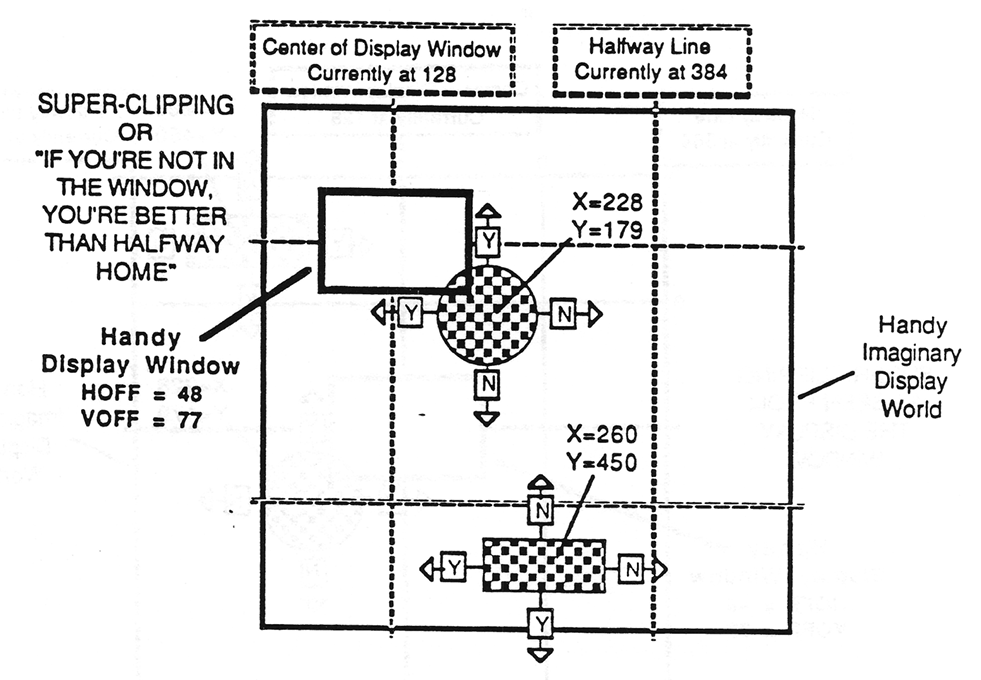 Center of Display Window
Currently at 128
Halfway Line
Currently at 384
SUPER-CLIPPING
OR
"IF YOU'RE NOT IN
THE WINDOW,
YOU'RE BETTER
THAN HALFWAY
HOME"
X=228
Y=179
Y
Y
N
N
Handy
Display Window
HOFF = 48
VOFF = 77
Handy
Imaginary
Display
World
X=260
Y=450
N
Y
N
Y